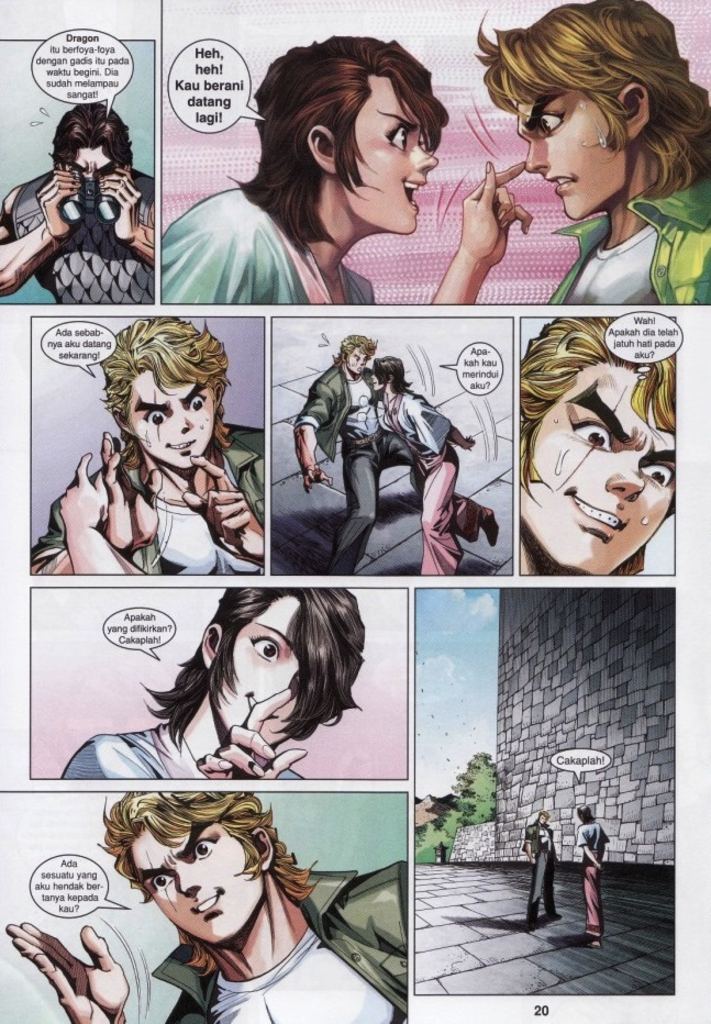 Dragon
itu berfoya-foya
dengan gadis itu pada
waktu begini. Dia
sudah melampau
sangat!
Heh,
heh!
Kau berani
datang
lagi!
Ada sebab-
nya aku datang
sekarang!
Apa-
kah kau
merindui
aku?
Wah!
Apakah dia telah
jatuh hati pada
aku?
Apakah
yang difikirkan?
Cakaplah!
Cakaplah!
Ada
sesuatu yang
aku hendak ber-
tanya kepada
kau?
20